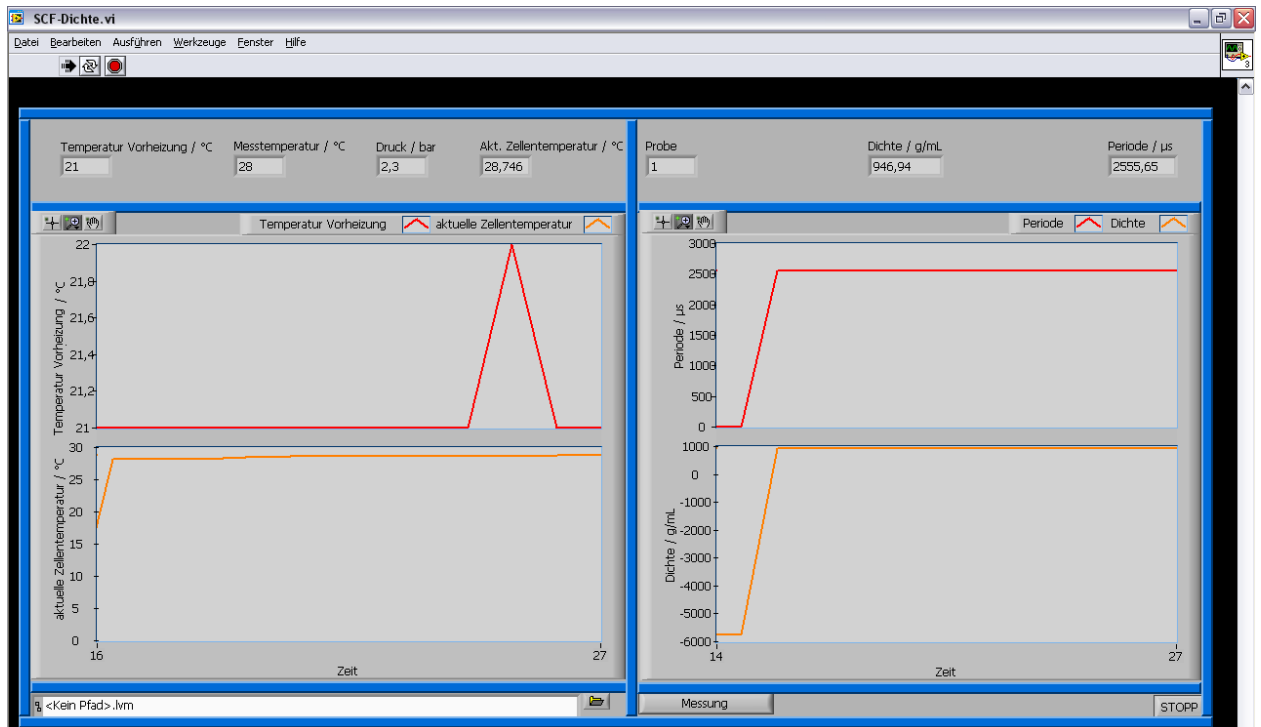 SCF-Dichte.vi
Datei Bearbeiten Ausführen Werkzeuge Fenster Hilfe
3
Temperatur Vorheizung / °C Messtemperatur / °C Druck / bar Akt. Zellentemperatur / °C
21 28 2,3 28,746
Probe Dichte / g/mL Periode / µs
1 946,94 2555,65
Temperatur Vorheizung aktuelle Zellentemperatur
Temperatur Vorheizung / °C
22
21,8
21,6
21,4
21,2
21
aktuelle Zellentemperatur / °C
30
25
20
15
10
5
0
16 27
Zeit
Periode Dichte
Periode / µs
3000
2500
2000
1500
1000
500
0
Dichte / g/mL
1000
0
-1000
-2000
-3000
-4000
-5000
-6000
14 27
Zeit
<Kein Pfad>.lvm
Messung STOPP